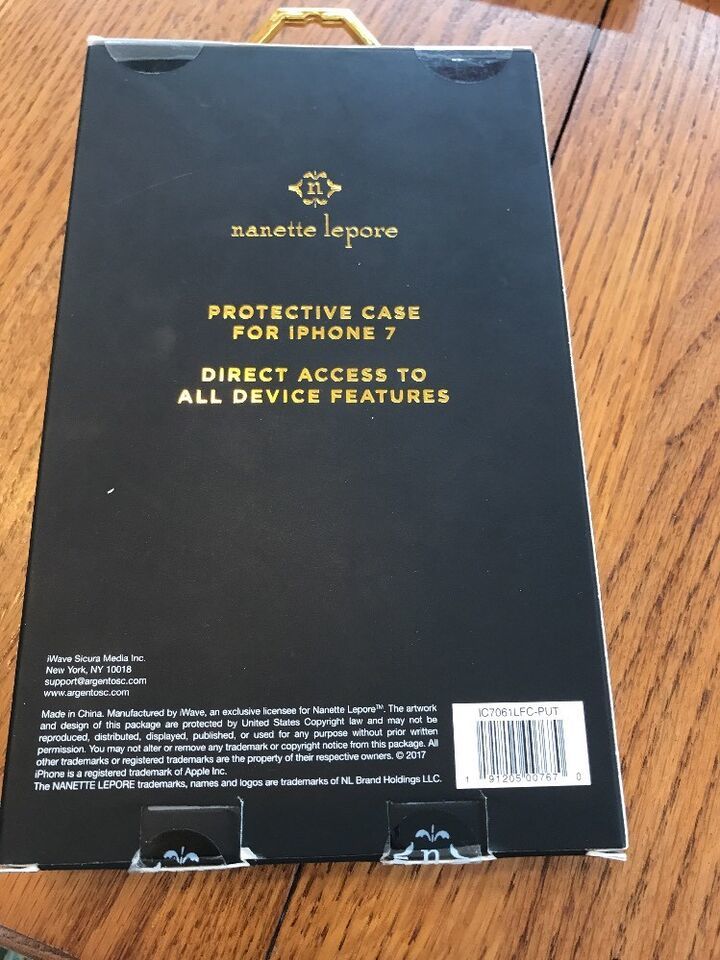 n
nanette lepore
PROTECTIVE CASE
FOR IPHONE 7
DIRECT ACCESS TO
ALL DEVICE FEATURES
iWave Sicura Media Inc.
New York, NY 10018
support@argentosc.com
www.argentosc.com
Made in China. Manufactured by iWave, an exclusive licensee for Nanette Lepore™. The artwork
and design of this package are protected by United States Copyright law and may not be
reproduced, distributed, displayed, published, or used for any purpose without prior written
permission. You may not alter or remove any trademark or copyright notice from this package. All
other trademarks or registered trademarks are the property of their respective owners. © 2017
iPhone is a registered trademark of Apple Inc.
The NANETTE LEPORE trademarks, names and logos are trademarks of NL Brand Holdings LLC.
IC7061LFC-PUT
1 91205 00767 0
n